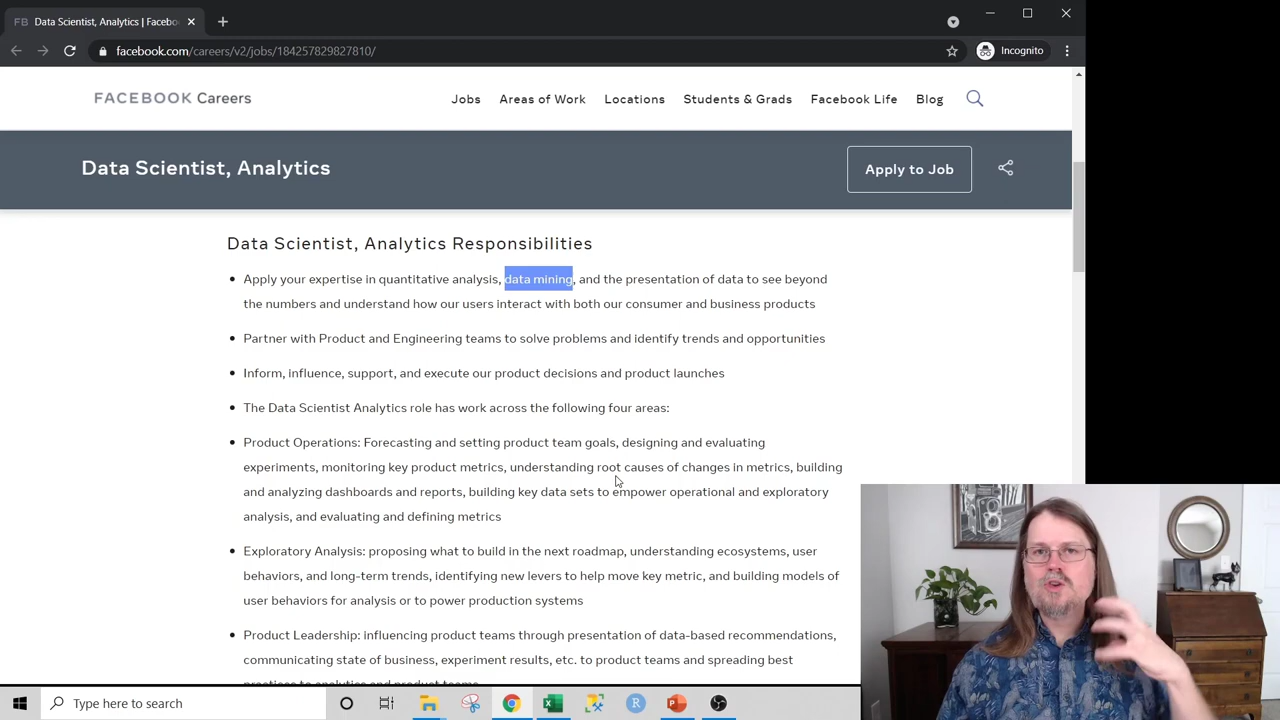 FB Data Scientist, Analytics | Facebo
facebook.com/careers/v2/jobs/184257829827810/
Incognito
FACEBOOK Careers
Jobs Areas of Work Locations Students & Grads Facebook Life Blog
Data Scientist, Analytics
Apply to Job
Data Scientist, Analytics Responsibilities
Apply your expertise in quantitative analysis, data mining, and the presentation of data to see beyond
the numbers and understand how our users interact with both our consumer and business products
Partner with Product and Engineering teams to solve problems and identify trends and opportunities
Inform, influence, support, and execute our product decisions and product launches
The Data Scientist Analytics role has work across the following four areas:
Product Operations: Forecasting and setting product team goals, designing and evaluating
experiments, monitoring key product metrics, understanding root causes of changes in metrics, building
and analyzing dashboards and reports, building key data sets to empower operational and exploratory
analysis, and evaluating and defining metrics
Exploratory Analysis: proposing what to build in the next roadmap, understanding ecosystems, user
behaviors, and long-term trends, identifying new levers to help move key metric, and building models of
user behaviors for analysis or to power production systems
Product Leadership: influencing product teams through presentation of data-based recommendations,
communicating state of business, experiment results, etc. to product teams and spreading best
practices to analytics and product teams
Type here to search